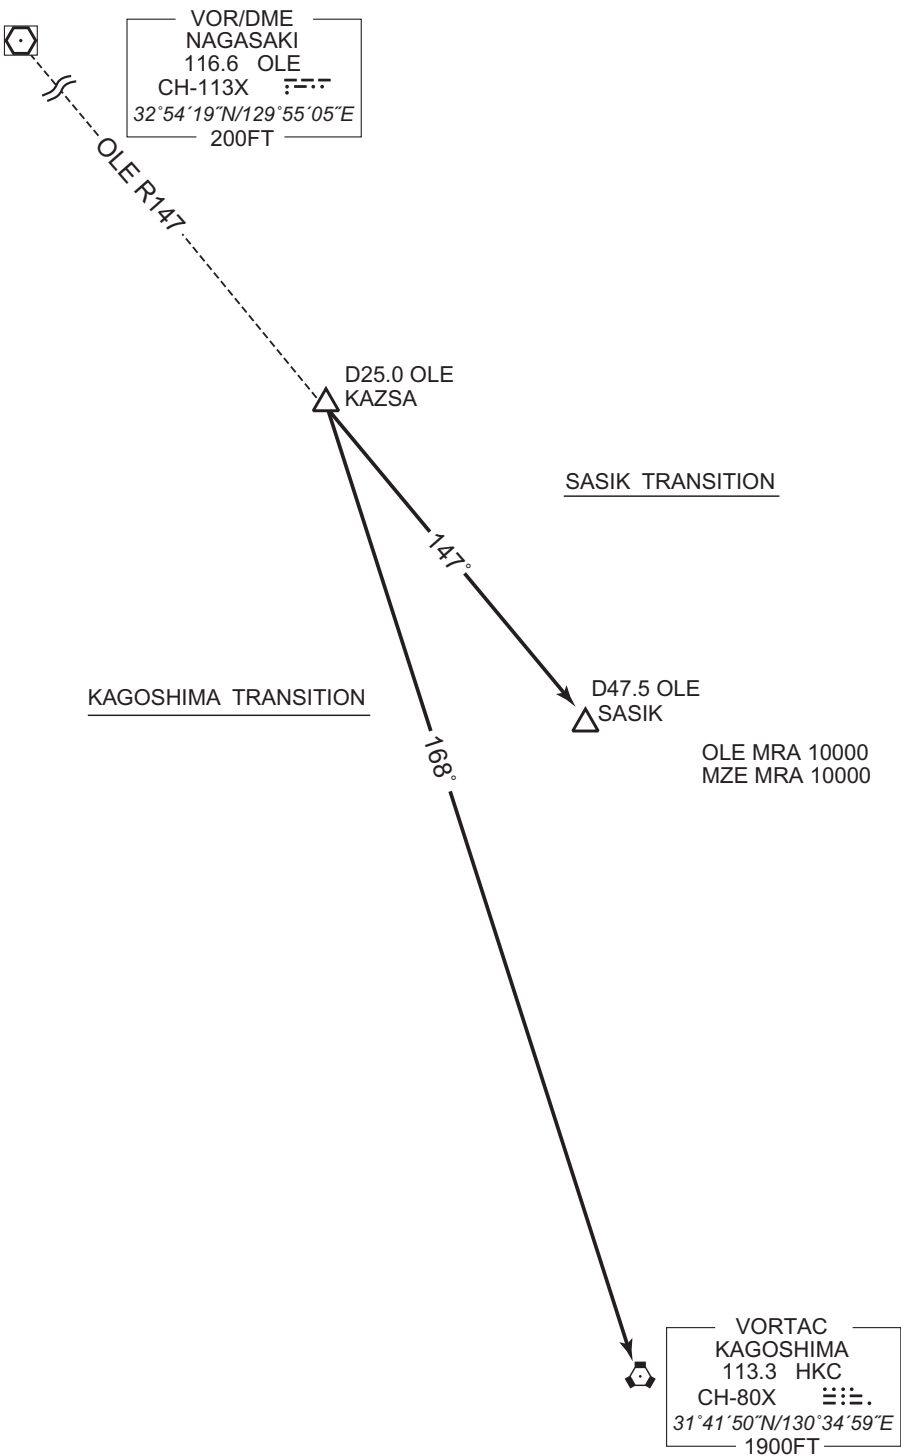 VOR/DME
NAGASAKI
116.6 OLE
CH-113X
32°54´19˝N/129°55´05˝E
200FT
OLE R147
D25.0 OLE
KAZSA
SASIK TRANSITION
147°
KAGOSHIMA TRANSITION
D47.5 OLE
SASIK
168°
OLE MRA 10000
MZE MRA 10000
VORTAC
KAGOSHIMA
113.3 HKC
CH-80X
31°41´50˝N/130°34´59˝E
1900FT